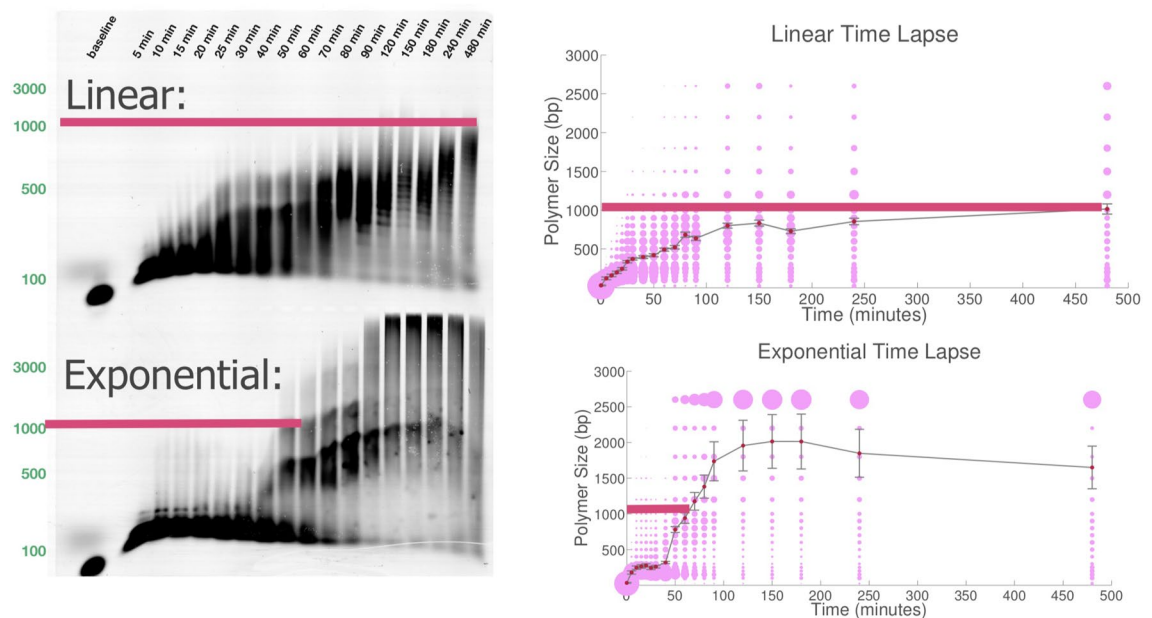 baseline
5 min
10 min
15 min
20 min
25 min
30 min
40 min
50 min
60 min
70 min
80 min
90 min
120 min
150 min
180 min
240 min
480 min
3000
Linear:
1000
500
100
3000
Exponential:
1000
500
100
Linear Time Lapse
Polymer Size (bp)
3000
2500
2000
1500
1000
500
0 50 100 150 200 250 300 350 400 450 500
Time (minutes)
Exponential Time Lapse
Polymer Size (bp)
3000
2500
2000
1500
1000
500
0 50 100 150 200 250 300 350 400 450 500
Time (minutes)